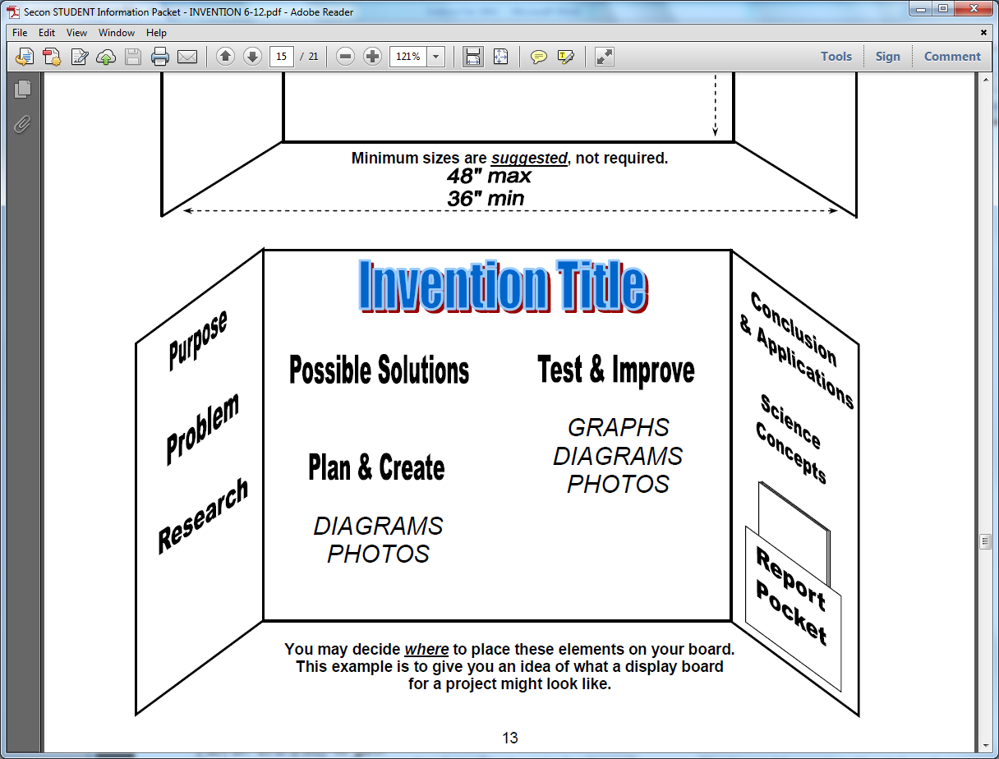 Secon STUDENT Information Packet - INVENTION 6-12.pdf - Adobe Reader
File Edit View Window Help
15 / 21 121% Tools Sign Comment
Minimum sizes are suggested, not required.
48" max
36" min
Invention Title
Purpose
Problem
Research
Possible Solutions
Plan & Create
DIAGRAMS
PHOTOS
Test & Improve
GRAPHS
DIAGRAMS
PHOTOS
Conclusion
& Applications
Science
Concepts
Report
Pocket
You may decide where to place these elements on your board.
This example is to give you an idea of what a display board
for a project might look like.
13